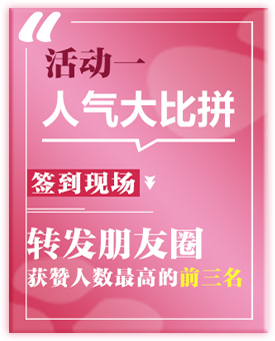 活动一
人气大比拼
签到现场
转发朋友圈
获赞人数最高的前三名